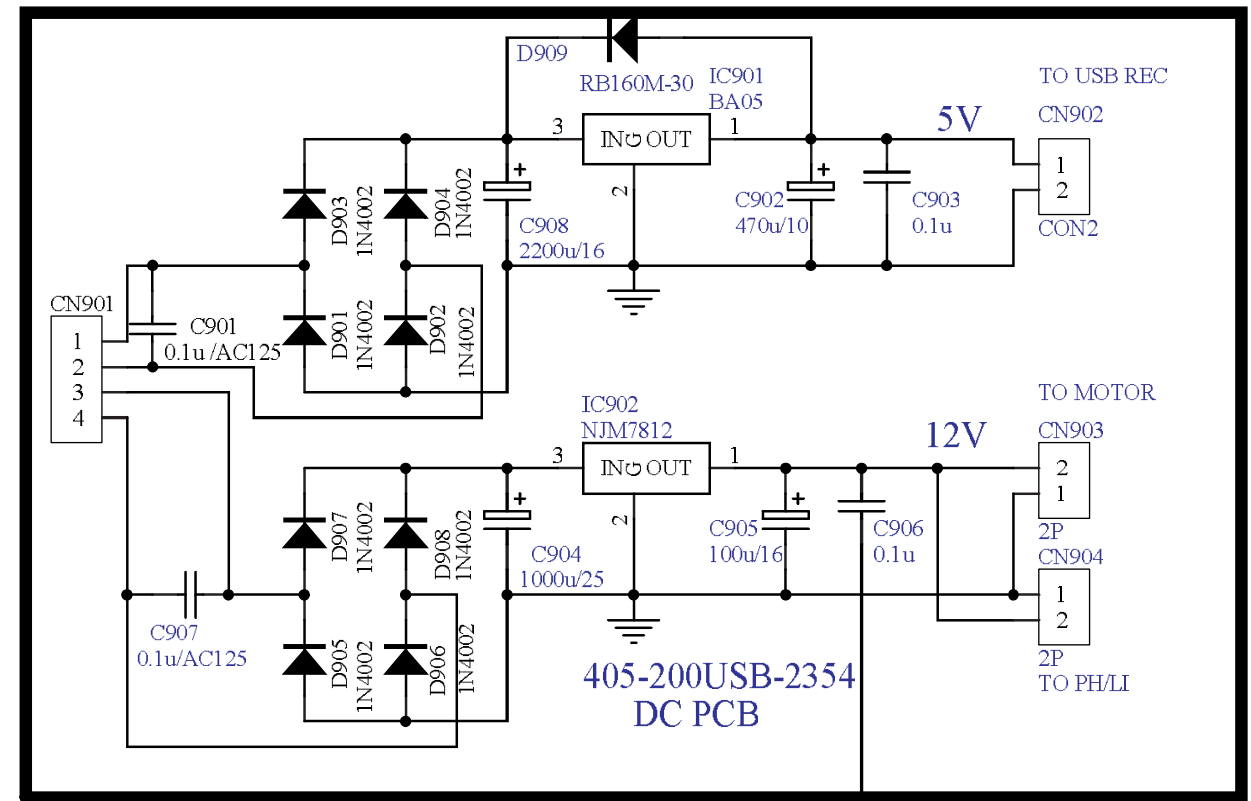 D909
RB160M-30
IC901
BA05
3
ING OUT
1
2
5V
TO USB REC
CN902
1
2
CON2
D903
1N4002
D904
1N4002
+
C908
2200u/16
+
C902
470u/10
C903
0.1u
CN901
1
2
3
4
C901
0.1u /AC125
D901
1N4002
D902
1N4002
IC902
NJM7812
3
ING OUT
1
2
12V
TO MOTOR
CN903
2
1
2P
D907
1N4002
D908
1N4002
+
C904
1000u/25
+
C905
100u/16
C906
0.1u
CN904
1
2
2P
TO PH/LI
C907
0.1u/AC125
D905
1N4002
D906
1N4002
405-200USB-2354
DC PCB